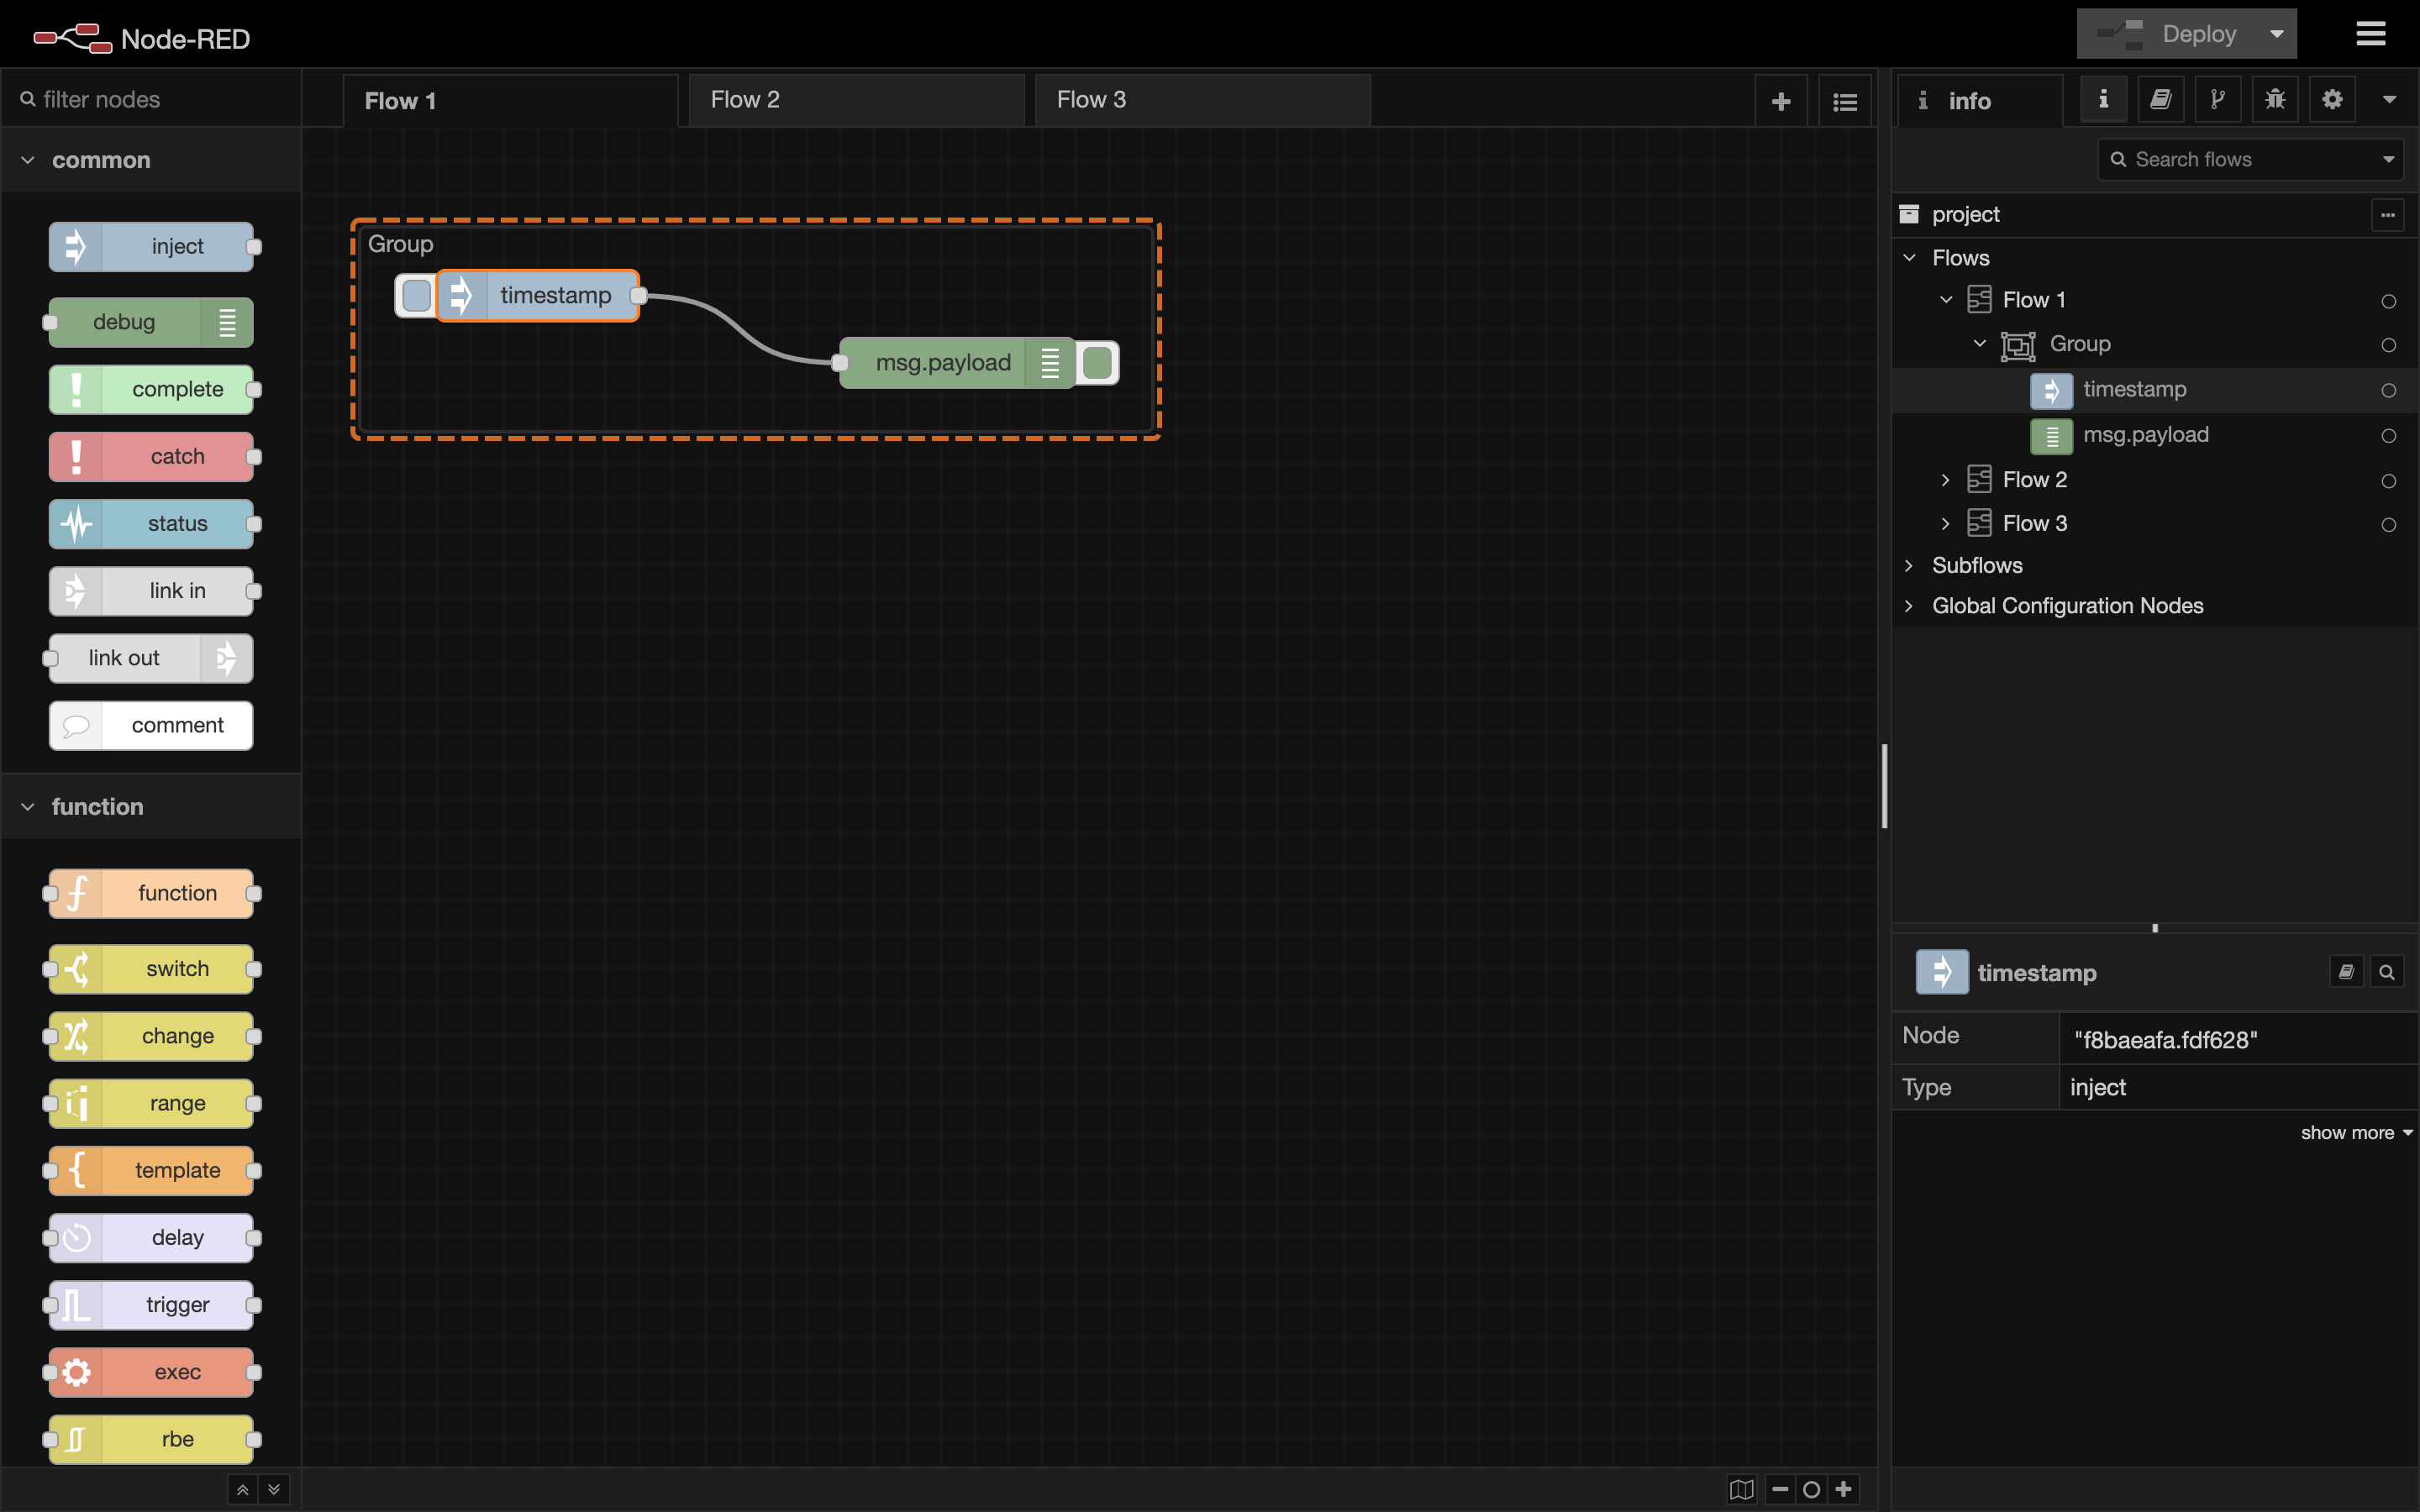 Node-RED
Deploy
filter nodes
Flow 1
Flow 2
Flow 3
info
Search flows
common
inject
debug
complete
catch
status
link in
link out
comment
function
function
switch
change
range
template
delay
trigger
exec
rbe
Group
timestamp
msg.payload
project
Flows
Flow 1
Group
timestamp
msg.payload
Flow 2
Flow 3
Subflows
Global Configuration Nodes
timestamp
Node "f8baeafa.fdf628"
Type inject
show more